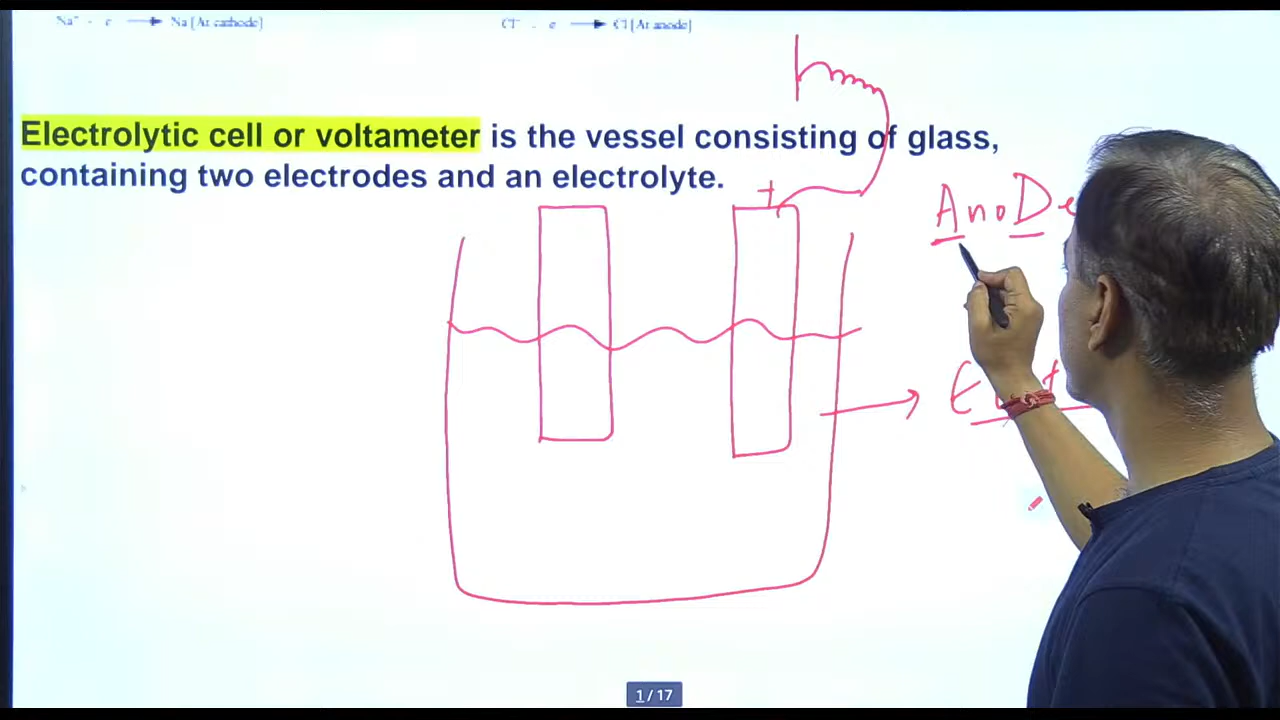 Na⁺ - e → Na [At cathode]
Cl⁻ - e → Cl [At anode]
Electrolytic cell or voltameter is the vessel consisting of glass,
containing two electrodes and an electrolyte.
+
AnoDe
1 / 17